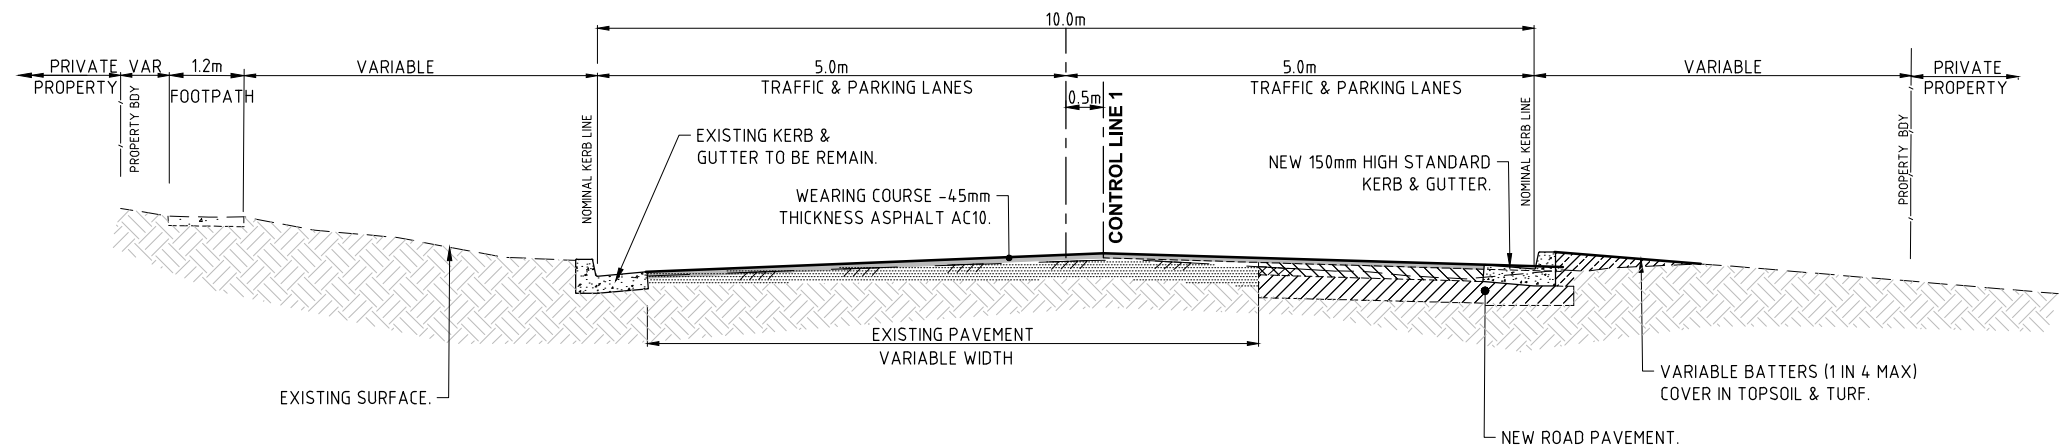 10.0m
PRIVATE
PROPERTY
VAR
1.2m
FOOTPATH
VARIABLE
5.0m
TRAFFIC & PARKING LANES
5.0m
TRAFFIC & PARKING LANES
VARIABLE
PRIVATE
PROPERTY
0.5m
PROPERTY BDY
NOMINAL KERB LINE
CONTROL LINE 1
NOMINAL KERB LINE
PROPERTY BDY
EXISTING KERB &
GUTTER TO BE REMAIN.
WEARING COURSE -45mm
THICKNESS ASPHALT AC10.
NEW 150mm HIGH STANDARD
KERB & GUTTER.
EXISTING PAVEMENT
VARIABLE WIDTH
EXISTING SURFACE.
VARIABLE BATTERS (1 IN 4 MAX)
COVER IN TOPSOIL & TURF.
NEW ROAD PAVEMENT.